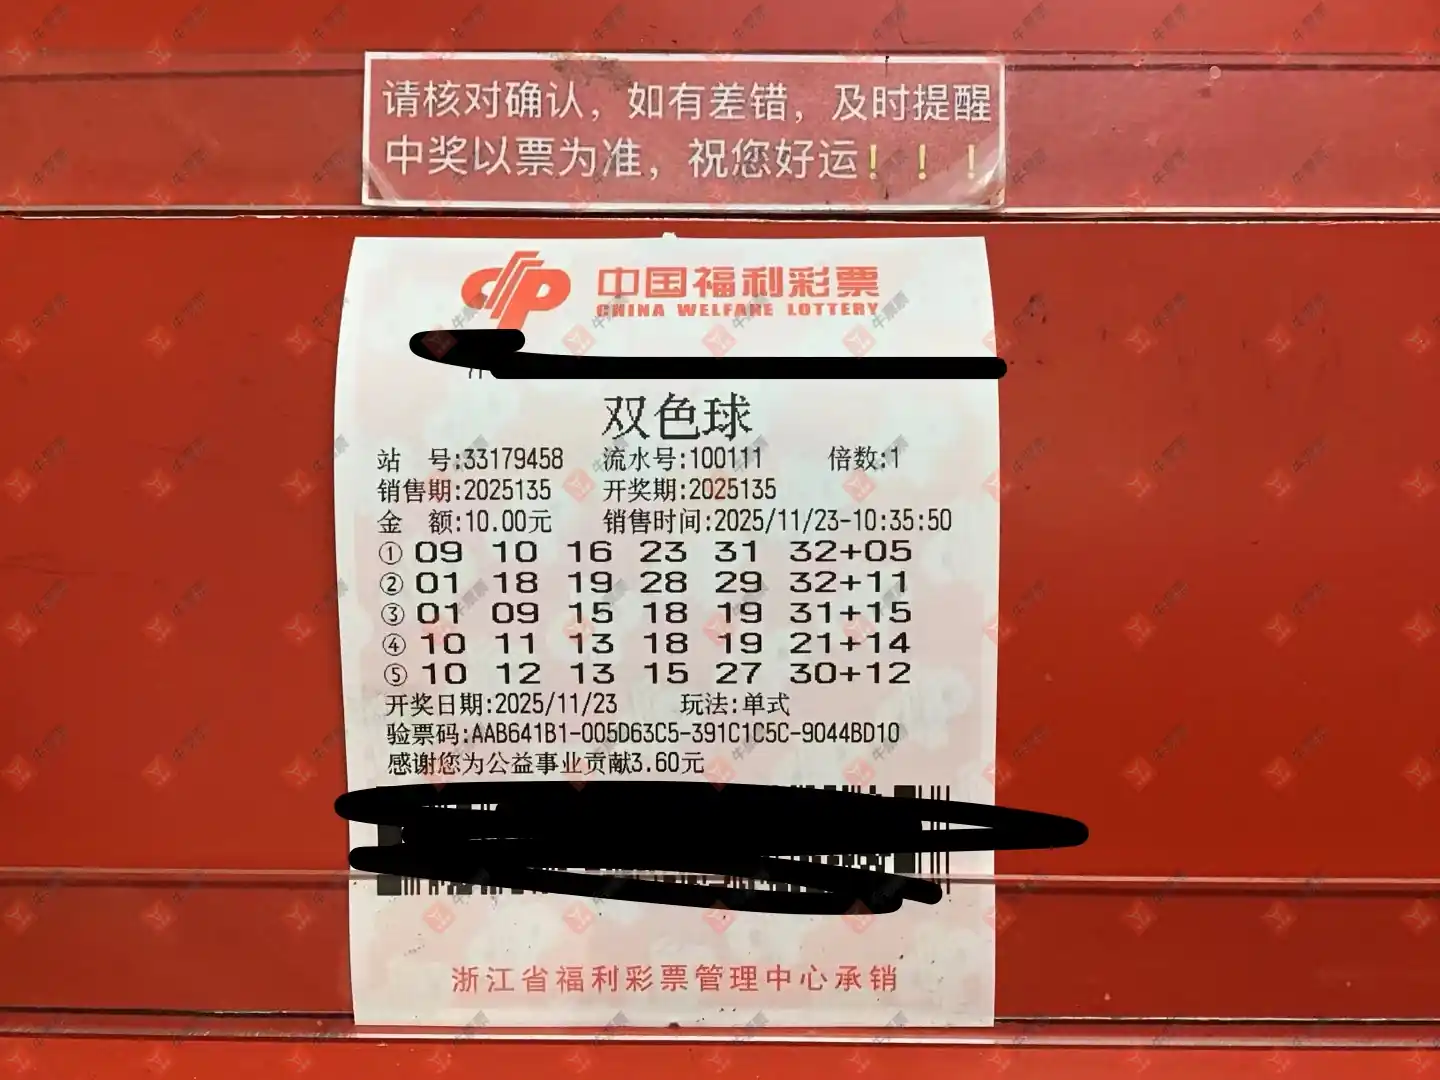 请核对确认，如有差错，及时提醒
中奖以票为准，祝您好运！！！
中国福利彩票
CHINA WELFARE LOTTERY
双色球
站 号:33179458 流水号:100111 倍数:1
销售期:2025135 开奖期:2025135
金 额:10.00元 销售时间:2025/11/23-10:35:50
① 09 10 16 23 31 32+05
② 01 18 19 28 29 32+11
③ 01 09 15 18 19 31+15
④ 10 11 13 18 19 21+14
⑤ 10 12 13 15 27 30+12
开奖日期:2025/11/23 玩法:单式
验票码:AAB641B1-005D63C5-391C1C5C-9044BD10
感谢您为公益事业贡献3.60元
浙江省福利彩票管理中心承销